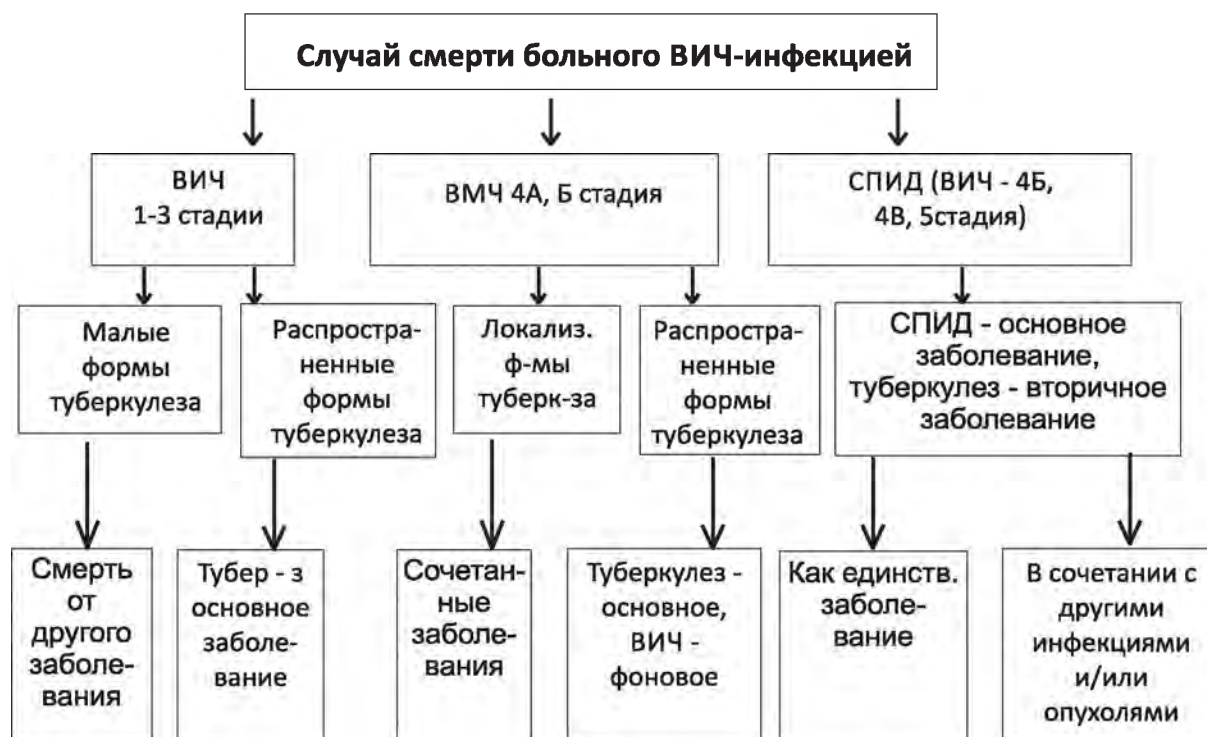 Случай смерти больного ВИЧ-инфекцией
ВИЧ
1-3 стадии
ВМЧ 4А, Б стадия
СПИД (ВИЧ - 4Б,
4В, 5стадия)
Малые
формы
туберкулеза
Распростра-
ненные
формы
туберкулеза
Локализ.
ф-мы
туберк-за
Распростра-
ненные
формы
туберкулеза
СПИД - основное
заболевание,
туберкулез - вторичное
заболевание
Смерть
от
другого
заболе-
вания
Тубер - з
основное
заболе-
вание
Сочетан-
ные
заболе-
вания
Туберкулез -
основное,
ВИЧ -
фоновое
Как единств.
заболе-
вание
В сочетании с
другими
инфекциями
и/или
опухолями